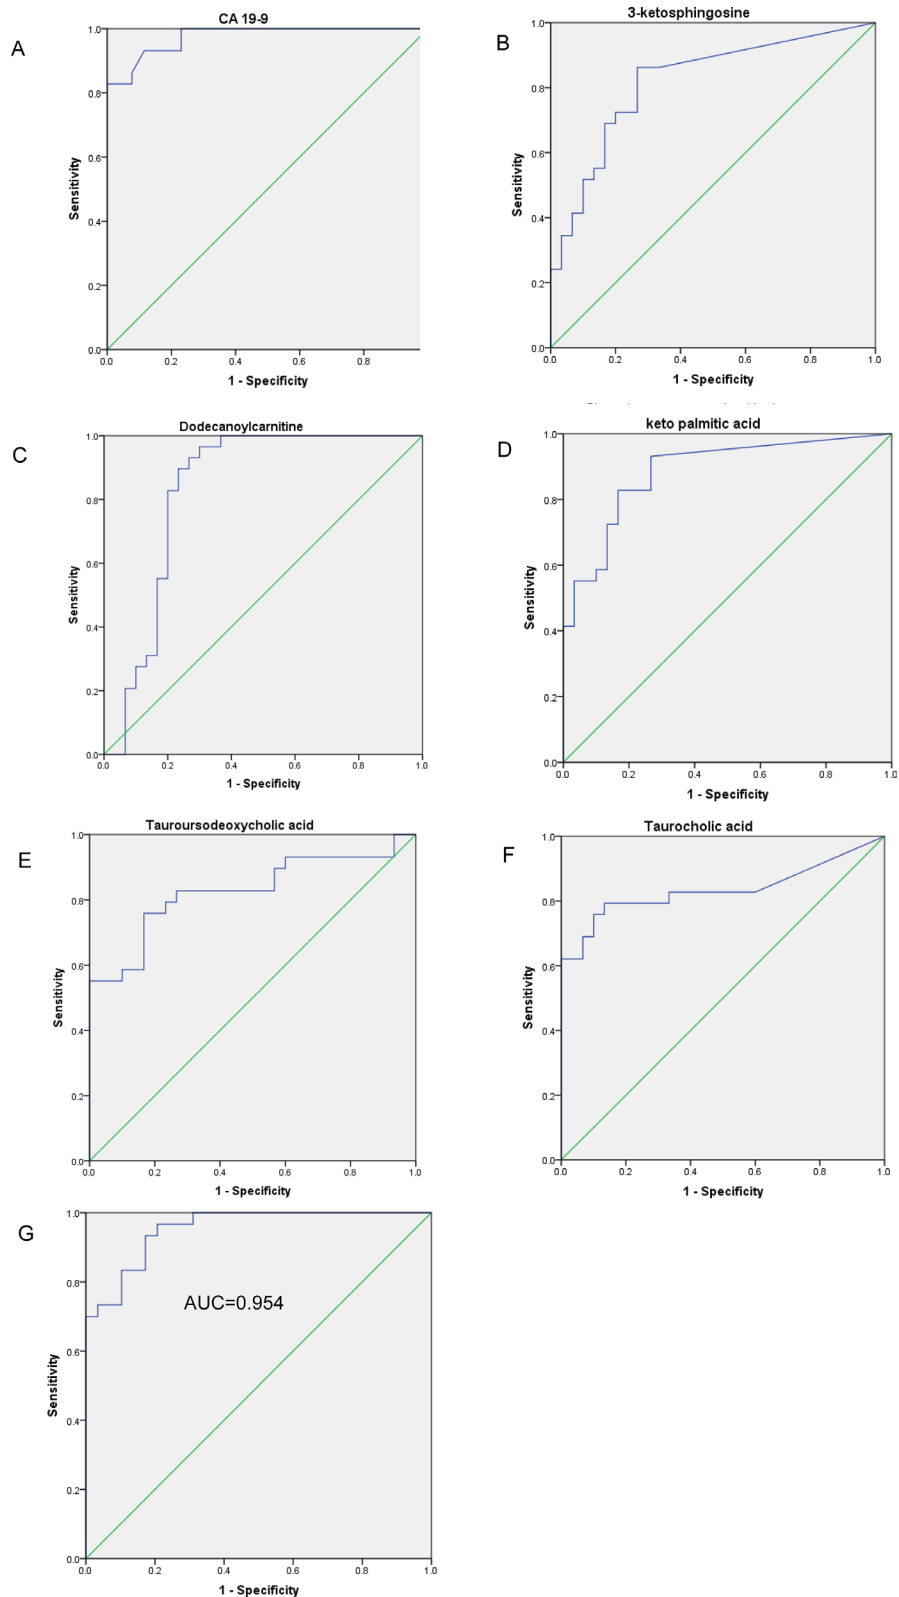 A
CA 19-9
1.0
0.8
0.6
0.4
0.2
0.0
Sensitivity
0.0 0.2 0.4 0.6 0.8
1 - Specificity
B
3-ketosphingosine
1.0
0.8
0.6
0.4
0.2
0.0
Sensitivity
0.0 0.2 0.4 0.6 0.8 1.0
1 - Specificity
C
Dodecanoylcarnitine
1.0
0.8
0.6
0.4
0.2
0.0
Sensitivity
0.0 0.2 0.4 0.6 0.8 1.0
1 - Specificity
D
keto palmitic acid
1.0
0.8
0.6
0.4
0.2
0.0
Sensitivity
0.0 0.2 0.4 0.6 0.8 1.0
1 - Specificity
E
Tauroursodeoxycholic acid
1.0
0.8
0.6
0.4
0.2
0.0
Sensitivity
0.0 0.2 0.4 0.6 0.8 1.0
1 - Specificity
F
Taurocholic acid
1.0
0.8
0.6
0.4
0.2
0.0
Sensitivity
0.0 0.2 0.4 0.6 0.8 1.0
1 - Specificity
G
1.0
0.8
0.6
0.4
0.2
0.0
Sensitivity
AUC=0.954
0.0 0.2 0.4 0.6 0.8 1.0
1 - Specificity